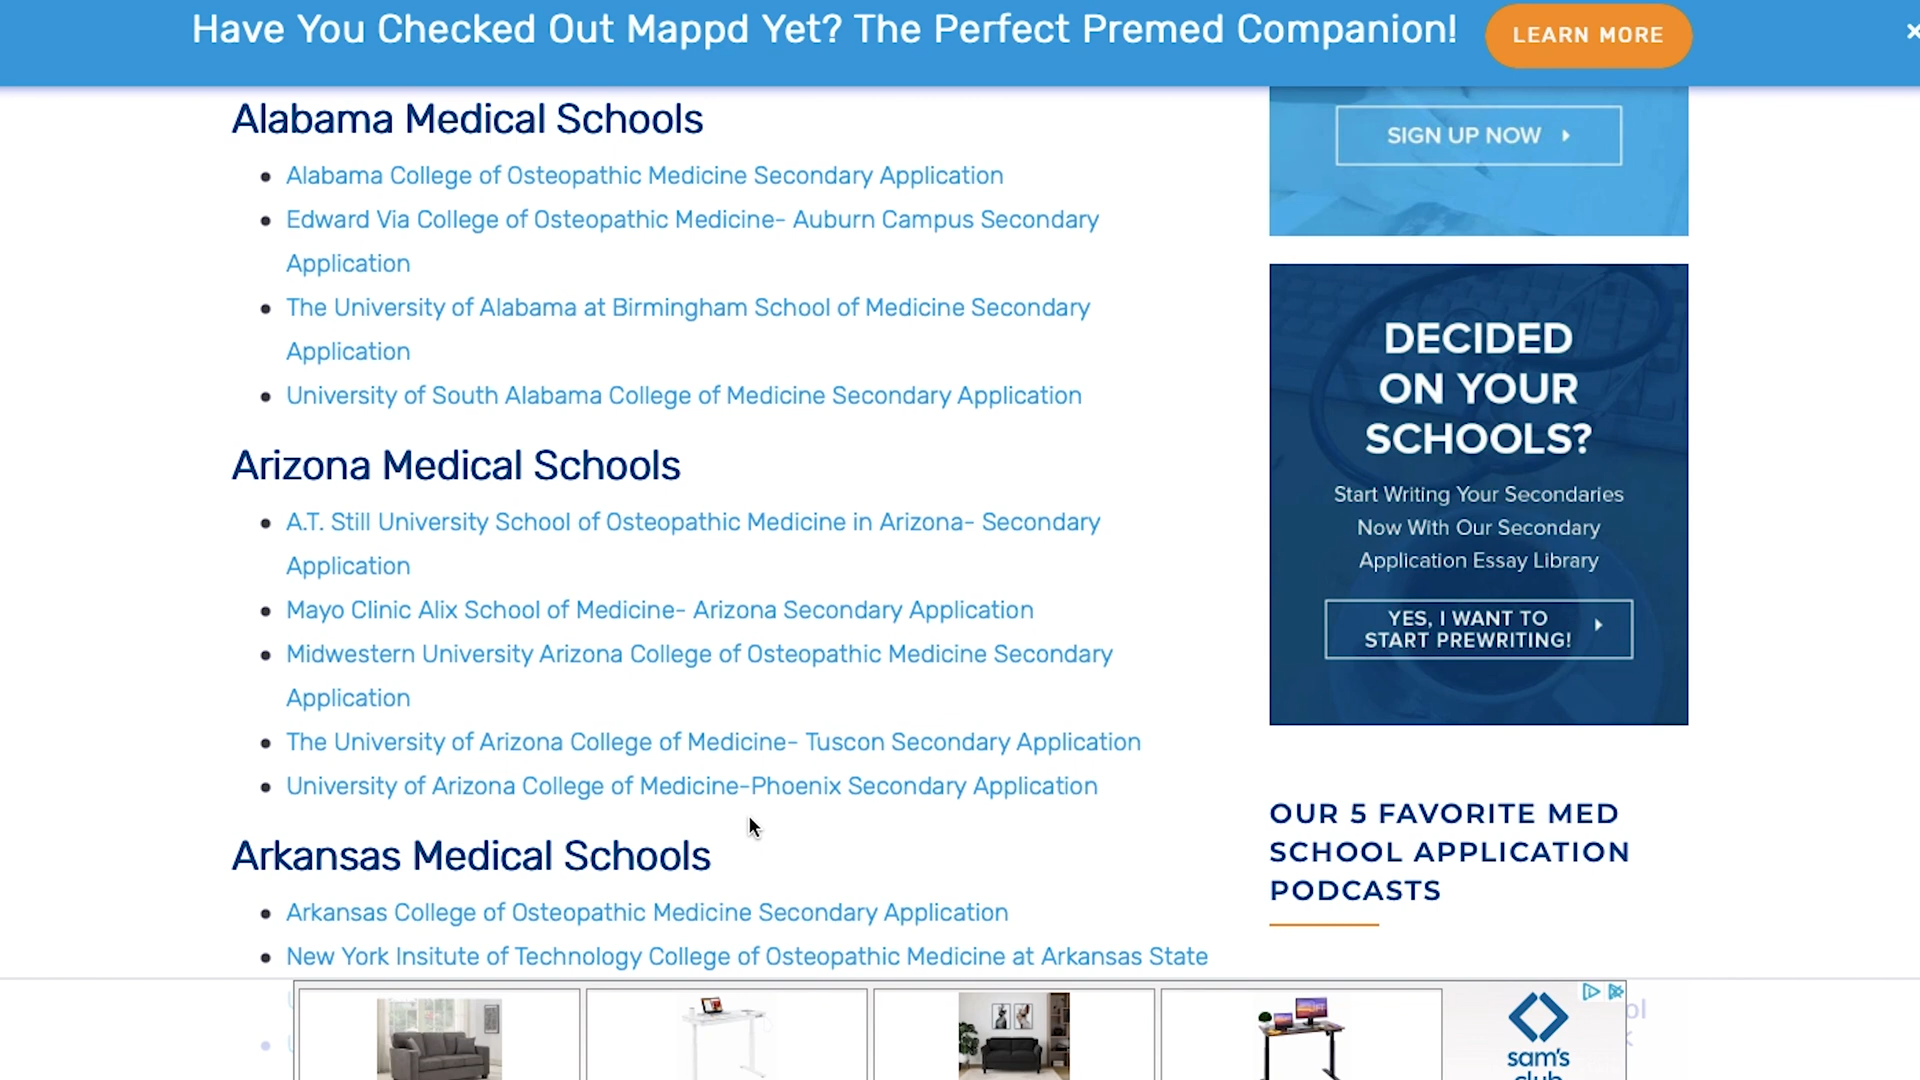 Have You Checked Out Mappd Yet? The Perfect Premed Companion!
LEARN MORE
Alabama Medical Schools
Alabama College of Osteopathic Medicine Secondary Application
Edward Via College of Osteopathic Medicine- Auburn Campus Secondary
Application
The University of Alabama at Birmingham School of Medicine Secondary
Application
University of South Alabama College of Medicine Secondary Application
Arizona Medical Schools
A.T. Still University School of Osteopathic Medicine in Arizona- Secondary
Application
Mayo Clinic Alix School of Medicine- Arizona Secondary Application
Midwestern University Arizona College of Osteopathic Medicine Secondary
Application
The University of Arizona College of Medicine- Tuscon Secondary Application
University of Arizona College of Medicine-Phoenix Secondary Application
Arkansas Medical Schools
Arkansas College of Osteopathic Medicine Secondary Application
New York Insitute of Technology College of Osteopathic Medicine at Arkansas State
SIGN UP NOW
DECIDED
ON YOUR
SCHOOLS?
Start Writing Your Secondaries
Now With Our Secondary
Application Essay Library
YES, I WANT TO
START PREWRITING!
OUR 5 FAVORITE MED
SCHOOL APPLICATION
PODCASTS
sam's
club